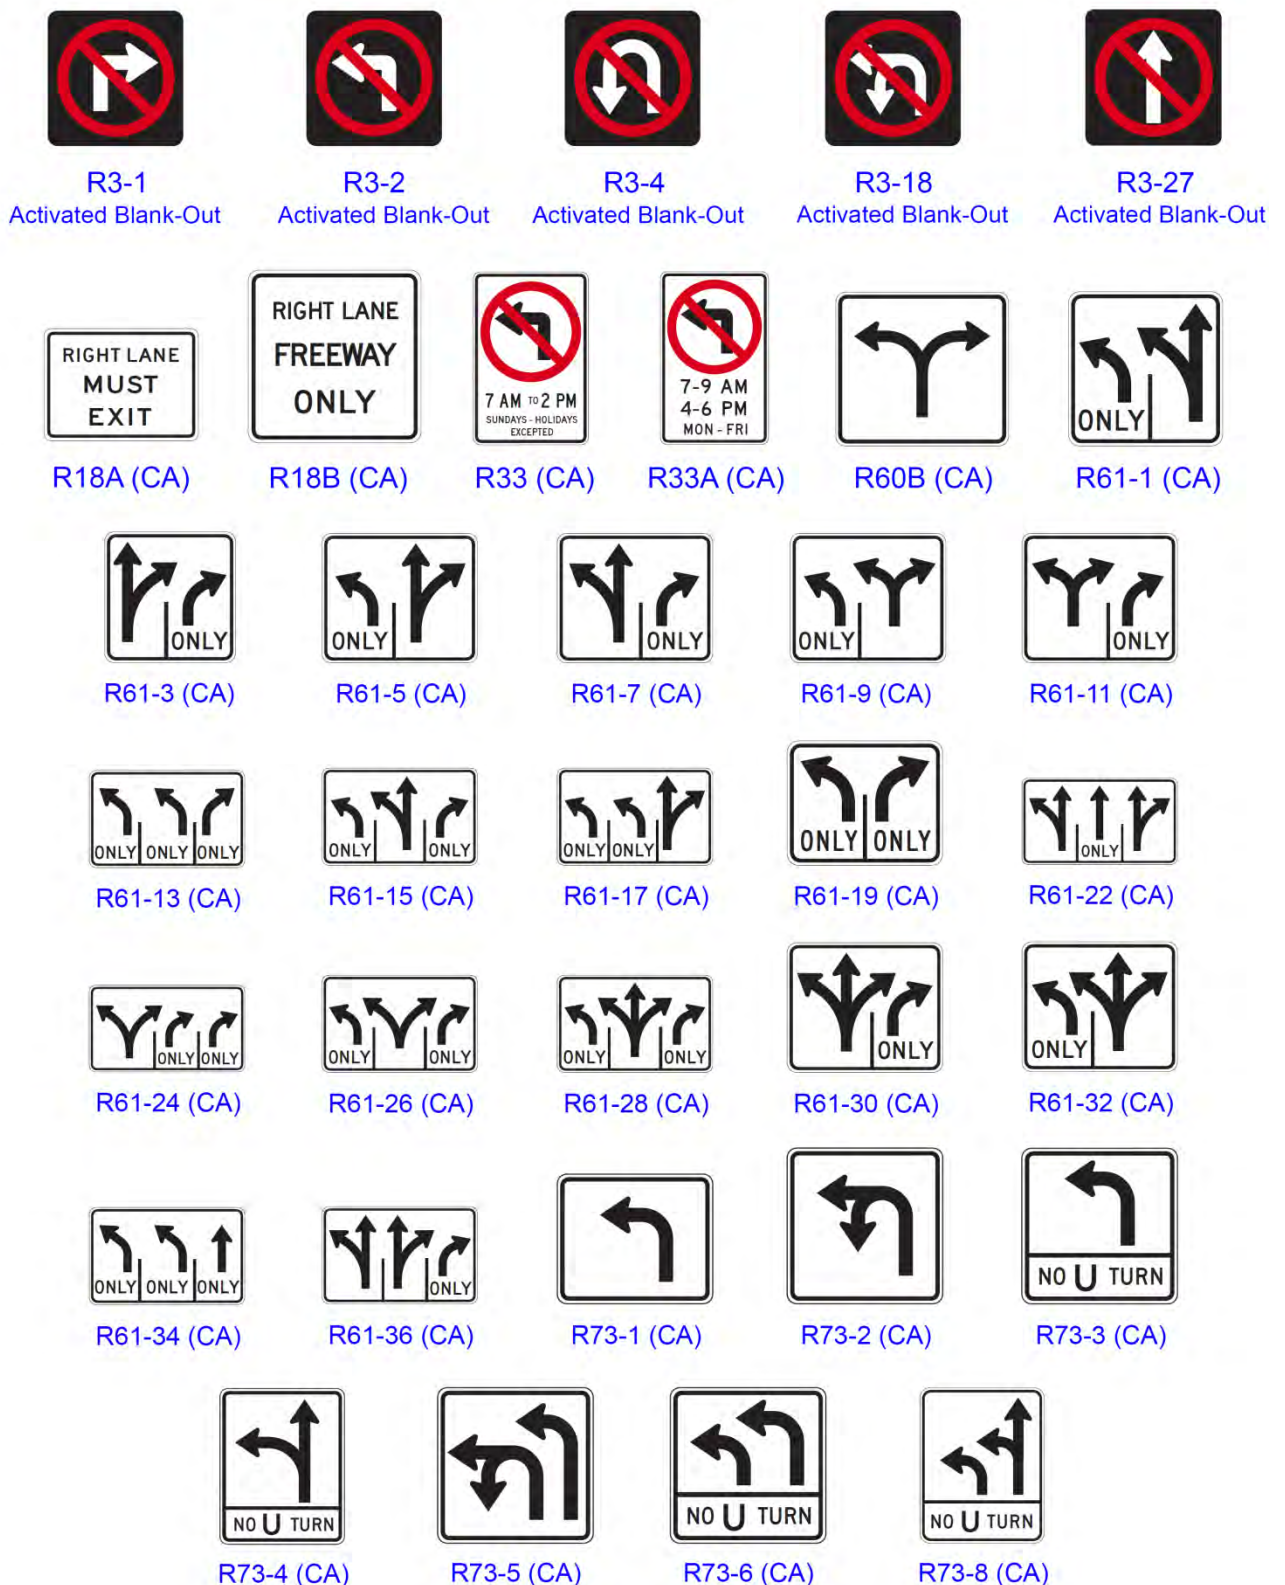 R3-1
Activated Blank-Out
R3-2
Activated Blank-Out
R3-4
Activated Blank-Out
R3-18
Activated Blank-Out
R3-27
Activated Blank-Out
RIGHT LANE
MUST
EXIT
R18A (CA)
RIGHT LANE
FREEWAY
ONLY
R18B (CA)
7 AM TO 2 PM
SUNDAYS - HOLIDAYS
EXCEPTED
R33 (CA)
7-9 AM
4-6 PM
MON - FRI
R33A (CA)
R60B (CA)
ONLY
R61-1 (CA)
ONLY
R61-3 (CA)
ONLY
R61-5 (CA)
ONLY
R61-7 (CA)
ONLY
R61-9 (CA)
ONLY
R61-11 (CA)
ONLY ONLY ONLY
R61-13 (CA)
ONLY ONLY
R61-15 (CA)
ONLY ONLY
R61-17 (CA)
ONLY ONLY
R61-19 (CA)
ONLY
R61-22 (CA)
ONLY ONLY
R61-24 (CA)
ONLY ONLY
R61-26 (CA)
ONLY ONLY
R61-28 (CA)
ONLY
R61-30 (CA)
ONLY
R61-32 (CA)
ONLY ONLY ONLY
R61-34 (CA)
ONLY
R61-36 (CA)
R73-1 (CA)
R73-2 (CA)
NO U TURN
R73-3 (CA)
NO U TURN
R73-4 (CA)
R73-5 (CA)
NO U TURN
R73-6 (CA)
NO U TURN
R73-8 (CA)